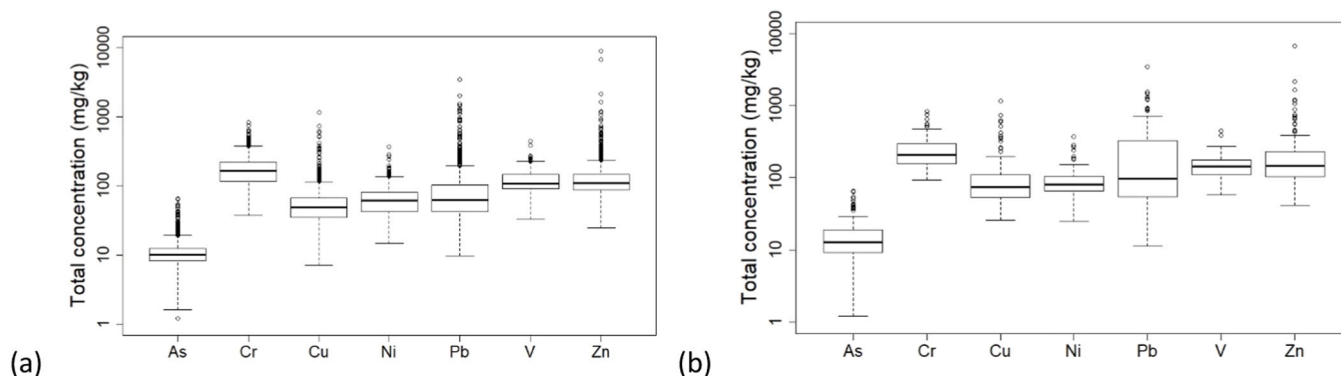 Total concentration (mg/kg)
10000
1000
100
10
1
As Cr Cu Ni Pb V Zn
(a)
Total concentration (mg/kg)
10000
1000
100
10
1
As Cr Cu Ni Pb V Zn
(b)